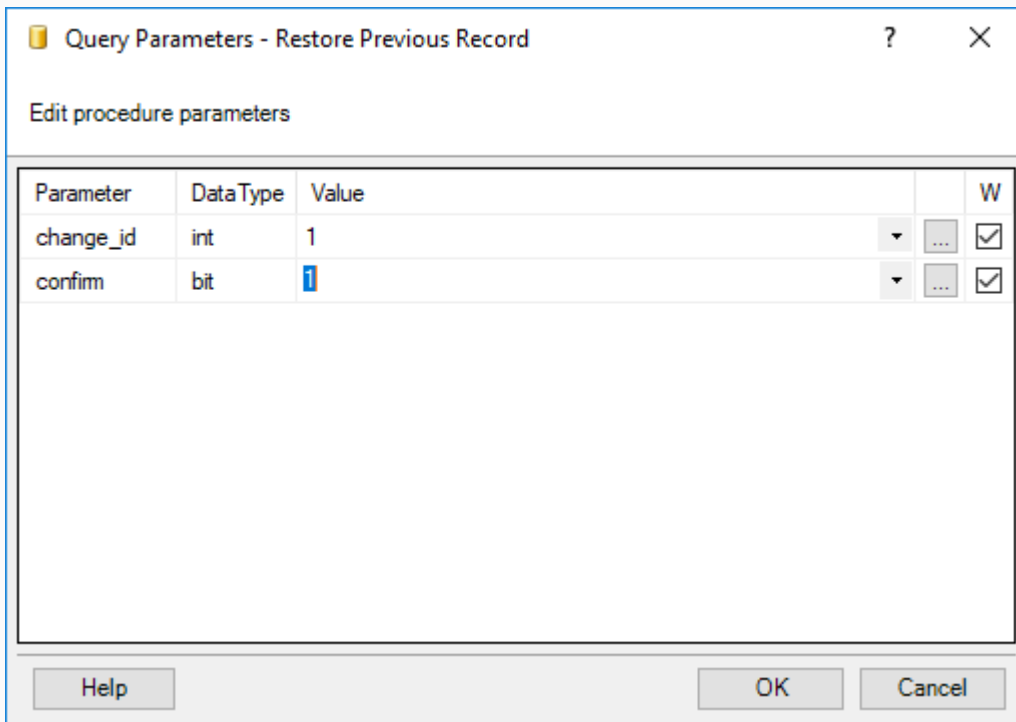 Query Parameters - Restore Previous Record ?
Edit procedure parameters
Parameter DataType Value W
change_id int 1 ...
confirm bit 1 ...
Help OK Cancel